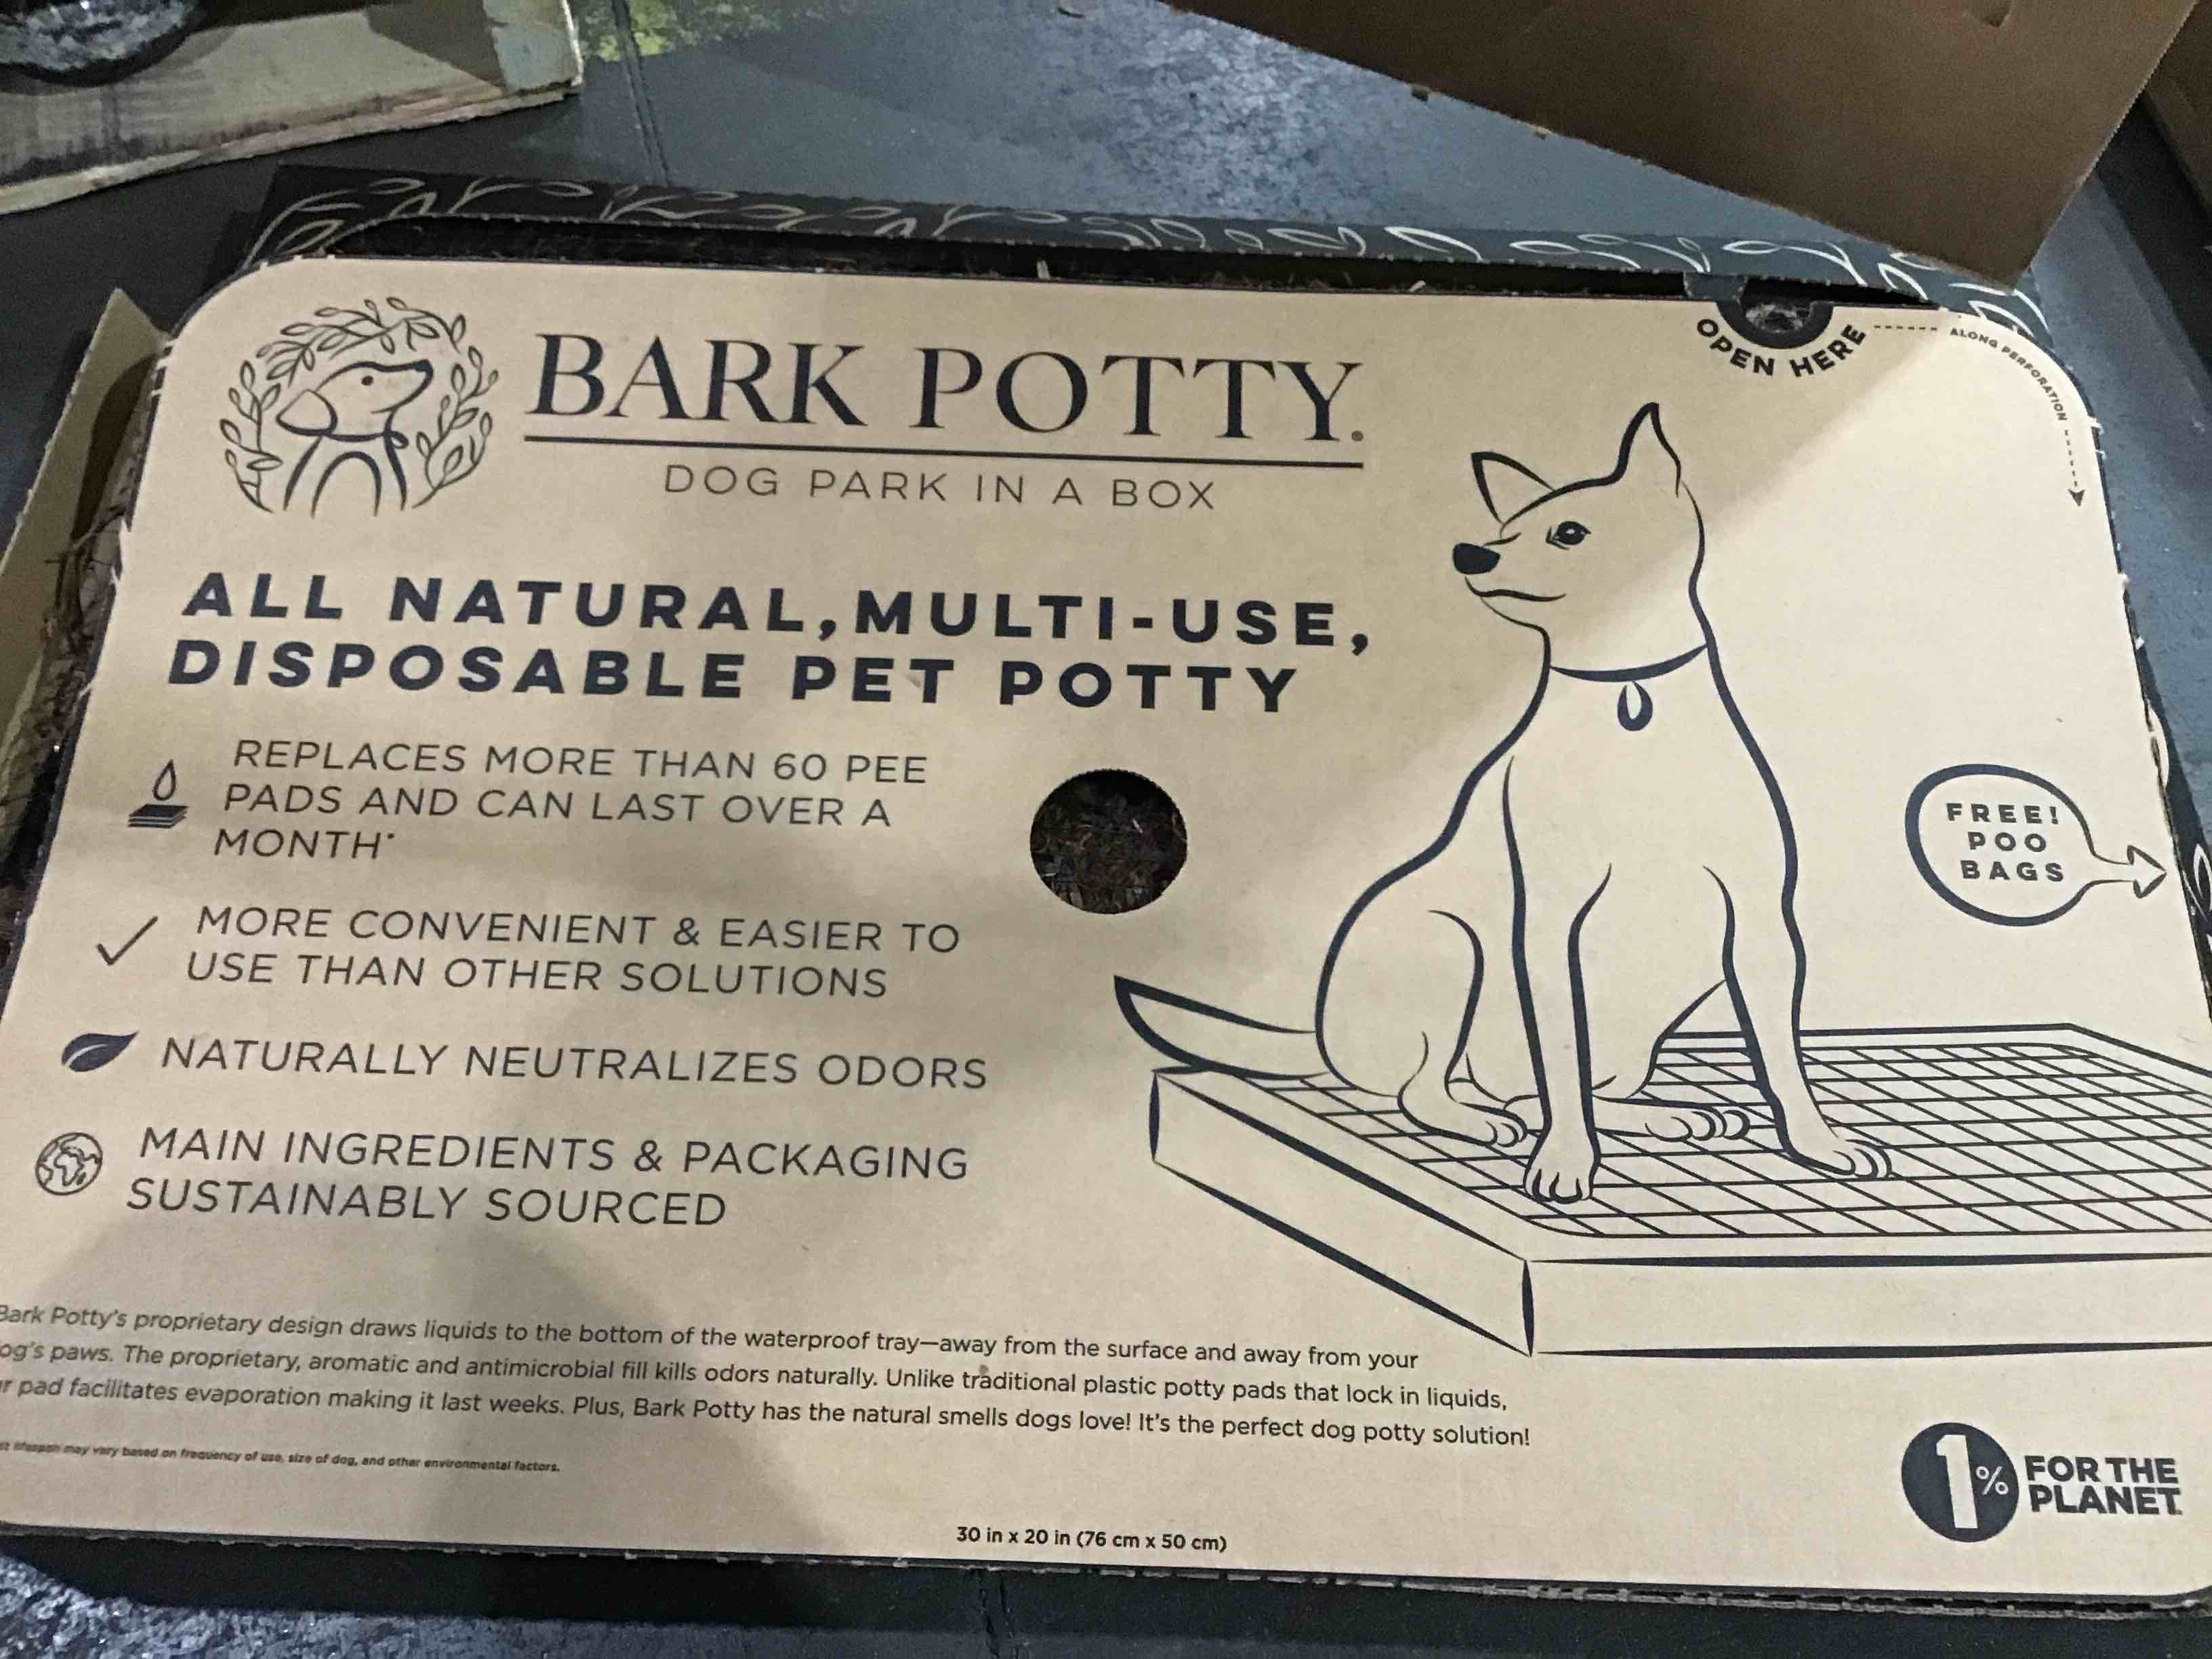 BARK POTTY.
DOG PARK IN A BOX
OPEN HERE
ALONG PERFORATION
ALL NATURAL, MULTI-USE,
DISPOSABLE PET POTTY
REPLACES MORE THAN 60 PEE
PADS AND CAN LAST OVER A
MONTH*
MORE CONVENIENT & EASIER TO
USE THAN OTHER SOLUTIONS
NATURALLY NEUTRALIZES ODORS
MAIN INGREDIENTS & PACKAGING
SUSTAINABLY SOURCED
FREE!
POO
BAGS
Bark Potty's proprietary design draws liquids to the bottom of the waterproof tray—away from the surface and away from your
og's paws. The proprietary, aromatic and antimicrobial fill kills odors naturally. Unlike traditional plastic potty pads that lock in liquids,
r pad facilitates evaporation making it last weeks. Plus, Bark Potty has the natural smells dogs love! It's the perfect dog potty solution!
lifespan may vary based on frequency of use, size of dog, and other environmental factors.
30 in x 20 in (76 cm x 50 cm)
1% FOR THE
PLANET